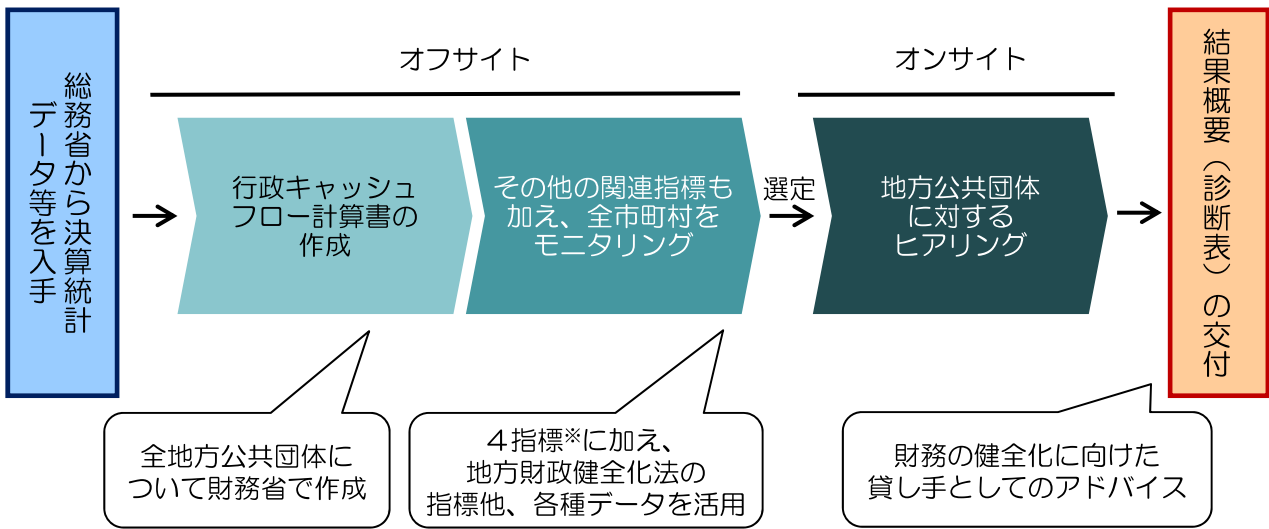 総務省から決算統計
データ等を入手
オフサイト
行政キャッシュ
フロー計算書の
作成
その他の関連指標も
加え、全市町村を
モニタリング
選定
オンサイト
地方公共団体
に対する
ヒアリング
結果概要（診断表）の交付
全地方公共団体に
ついて財務省で作成
４指標※に加え、
地方財政健全化法の
指標他、各種データを活用
財務の健全化に向けた
貸し手としてのアドバイス